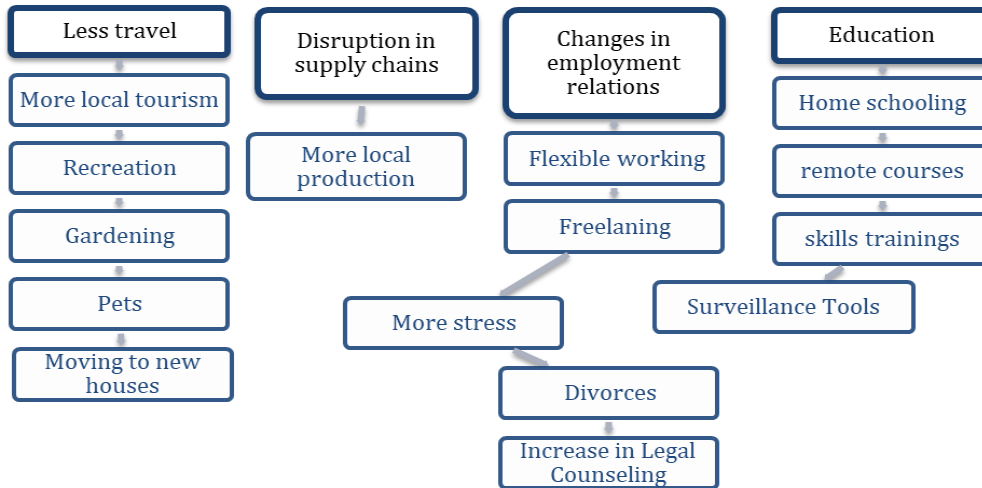 Less travel
More local tourism
Recreation
Gardening
Pets
Moving to new
houses
Disruption in
supply chains
More local
production
Changes in
employment
relations
Flexible working
Freelaning
More stress
Divorces
Increase in Legal
Counseling
Education
Home schooling
remote courses
skills trainings
Surveillance Tools